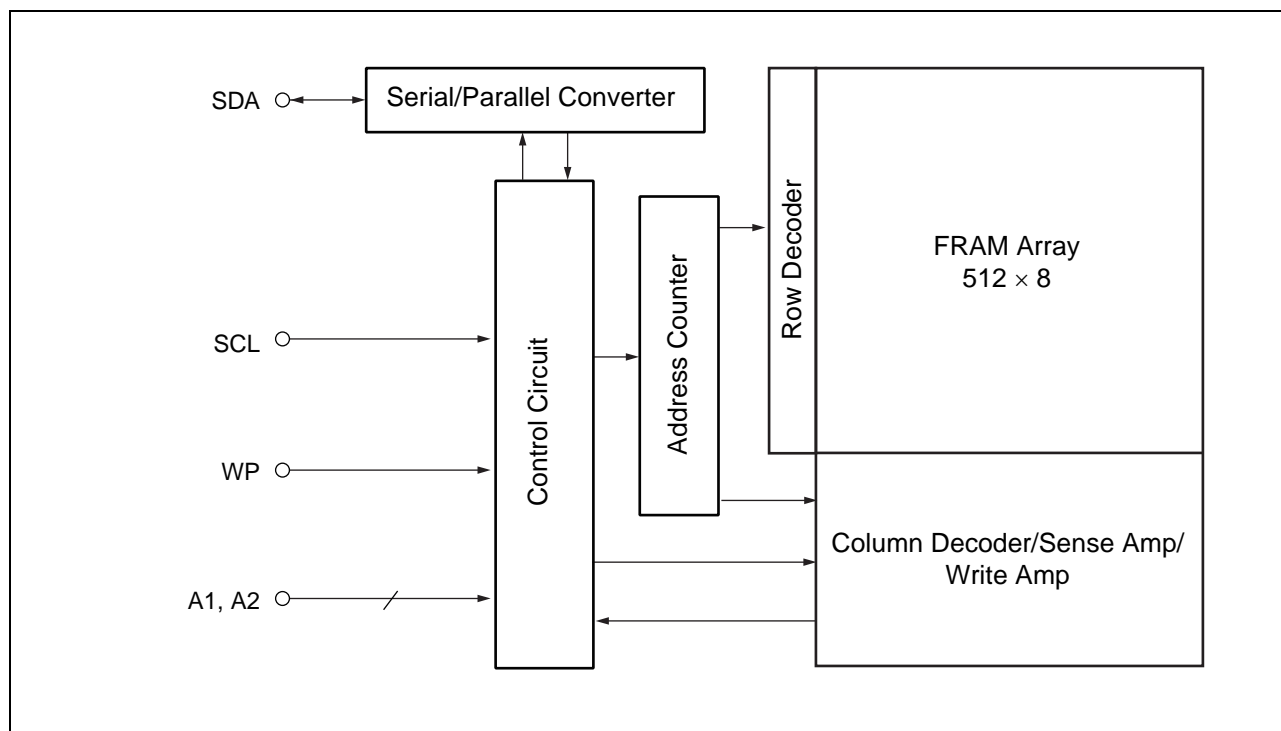 SDA
Serial/Parallel Converter
SCL
WP
A1, A2
Control Circuit
Address Counter
Row Decoder
FRAM Array
512 × 8
Column Decoder/Sense Amp/
Write Amp